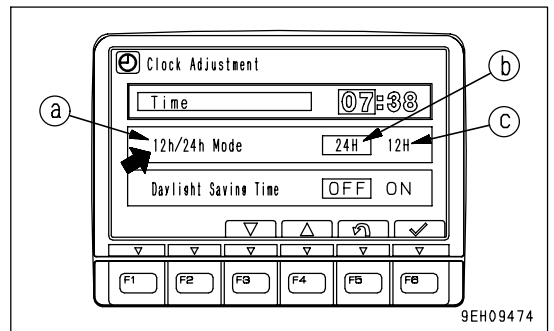 Clock Adjustment
Time 07:38
12h/24h Mode 24H 12H
Daylight Saving Time OFF ON
a
b
c
F1 F2 F3 F4 F5 F6
9EH09474